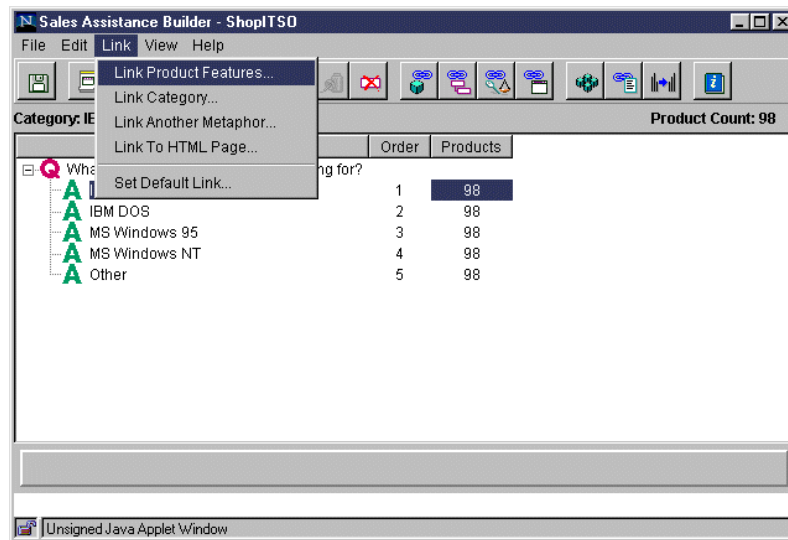 Sales Assistance Builder - ShopITSO
File Edit Link View Help
Link Product Features...
Link Category...
Link Another Metaphor...
Link To HTML Page...
Set Default Link...
Category: Product Count: 98
Order Products
ng for?
1 98
IBM DOS 2 98
MS Windows 95 3 98
MS Windows NT 4 98
Other 5 98
Unsigned Java Applet Window